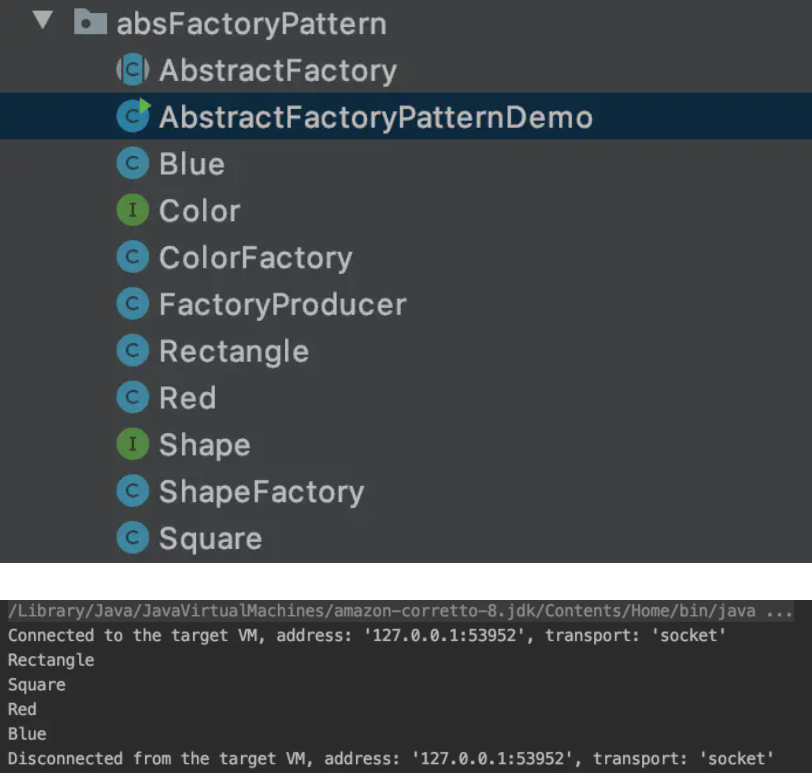 absFactoryPattern
C AbstractFactory
C AbstractFactoryPatternDemo
C Blue
I Color
C ColorFactory
C FactoryProducer
C Rectangle
C Red
I Shape
C ShapeFactory
C Square
/Library/Java/JavaVirtualMachines/amazon-corretto-8.jdk/Contents/Home/bin/java ...
Connected to the target VM, address: '127.0.0.1:53952', transport: 'socket'
Rectangle
Square
Red
Blue
Disconnected from the target VM, address: '127.0.0.1:53952', transport: 'socket'